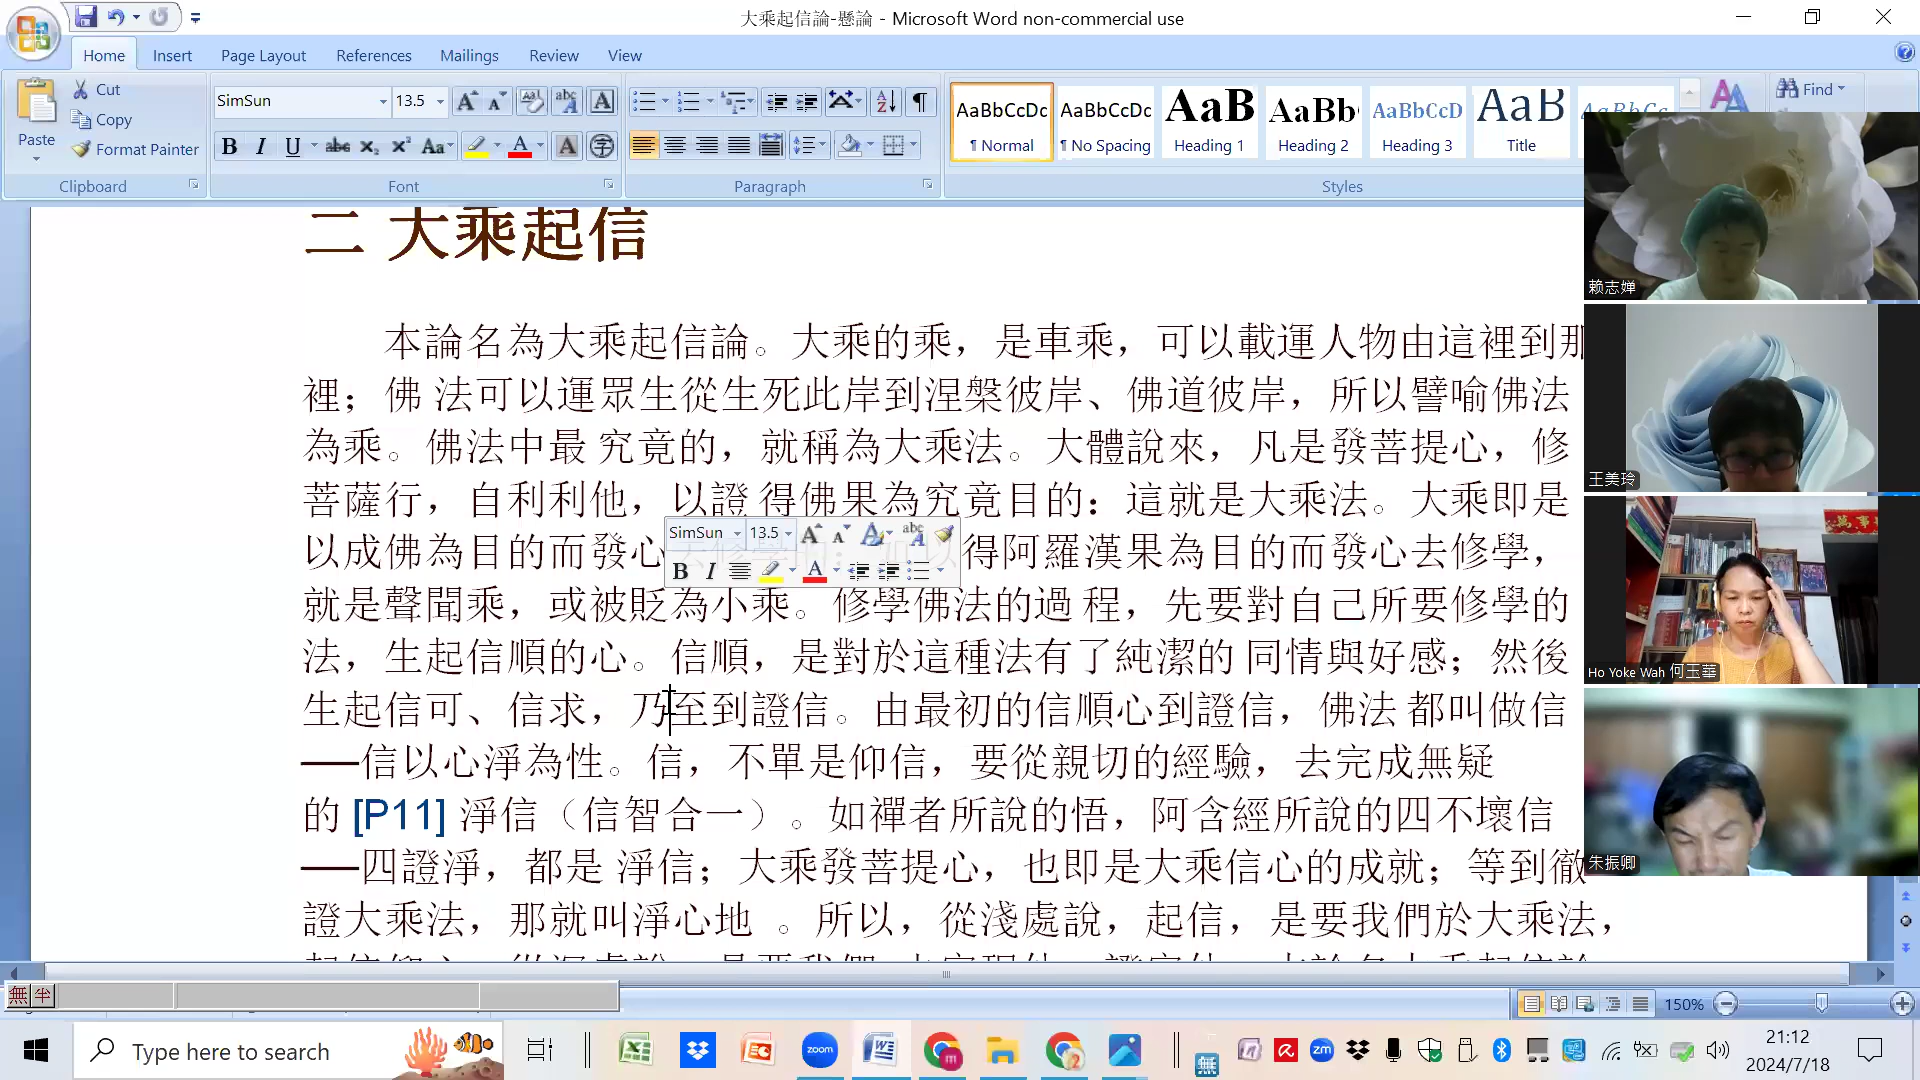 大乘起信論-懸論 - Microsoft Word non-commercial use
Home Insert Page Layout References Mailings Review View
Paste
Cut
Copy
Format Painter
SimSun 13.5
AaBbCcDc AaBbCcDc AaB AaBb AaBbCcD AaB AaBbCc
¶ Normal ¶ No Spacing Heading 1 Heading 2 Heading 3 Title
Find
Clipboard Font Paragraph Styles
二 大乘起信
本論名為大乘起信論。大乘的乘，是車乘，可以載運人物由這裡到那
裡；佛 法可以運眾生從生死此岸到涅槃彼岸、佛道彼岸，所以譬喻佛法
為乘。佛法中最 究竟的，就稱為大乘法。大體說來，凡是發菩提心，修
菩薩行，自利利他，以證 得佛果為究竟目的：這就是大乘法。大乘即是
以成佛為目的而發心去修學的；而以得阿羅漢果為目的而發心去修學，
就是聲聞乘，或被貶為小乘。修學佛法的過 程，先要對自己所要修學的
法，生起信順的心。信順，是對於這種法有了純潔的 同情與好感；然後
生起信可、信求，乃至到證信。由最初的信順心到證信，佛法 都叫做信
──信以心淨為性。信，不單是仰信，要從親切的經驗，去完成無疑
的 [P11] 淨信（信智合一）。如禪者所說的悟，阿含經所說的四不壞信
──四證淨，都是 淨信；大乘發菩提心，也即是大乘信心的成就；等到徹
證大乘法，那就叫淨心地 。所以，從淺處說，起信，是要我們於大乘法，
SimSun 13.5
赖志婵
王美玲
Ho Yoke Wah 何玉華
朱振卿
萬事
無 半
150%
Type here to search
zoom
zm
無
21:12
2024/7/18